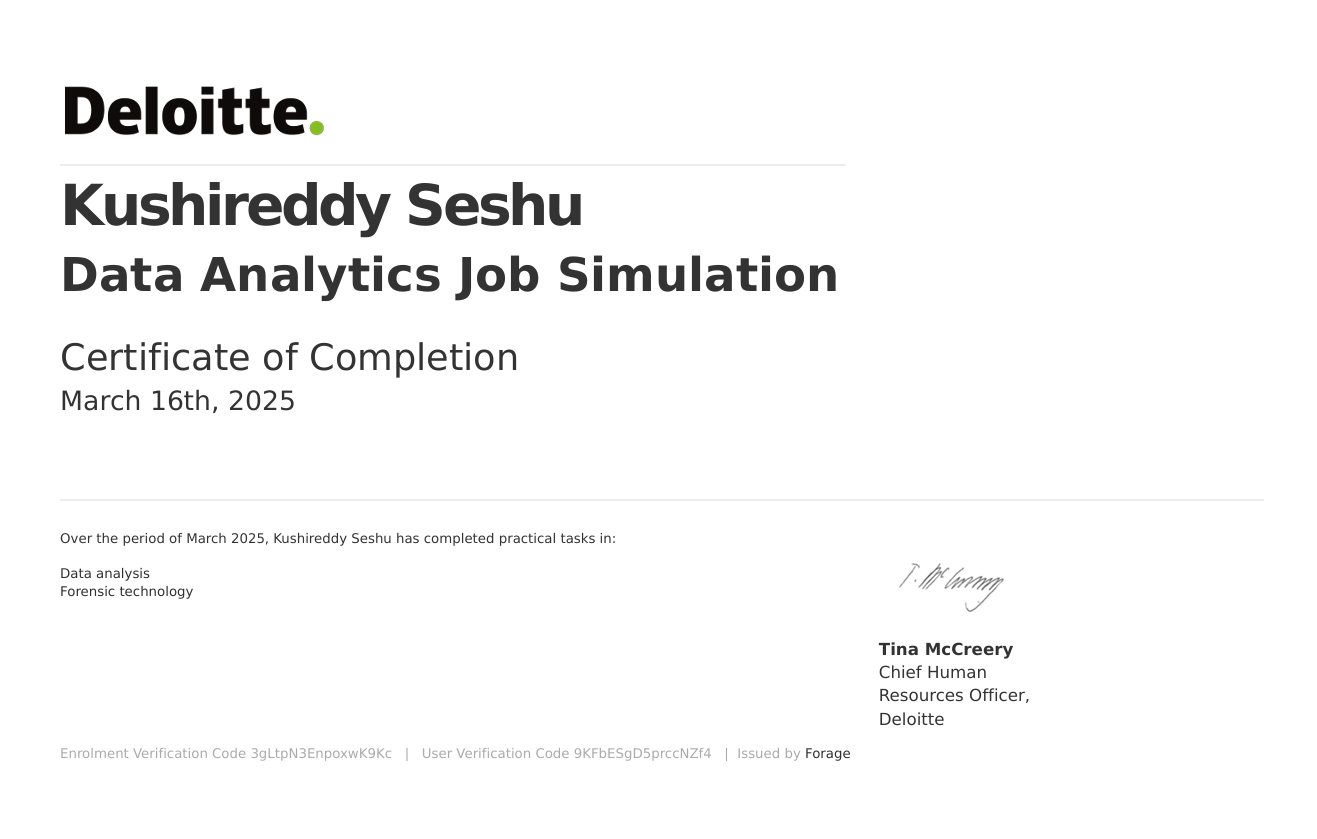 Deloitte.
Kushireddy Seshu
Data Analytics Job Simulation
Certificate of Completion
March 16th, 2025
Over the period of March 2025, Kushireddy Seshu has completed practical tasks in:
Data analysis
Forensic technology
T. McCreery
Tina McCreery
Chief Human
Resources Officer,
Deloitte
Enrolment Verification Code 3gLtpN3EnpoxwK9Kc | User Verification Code 9KFbESgD5prccNZf4 | Issued by Forage